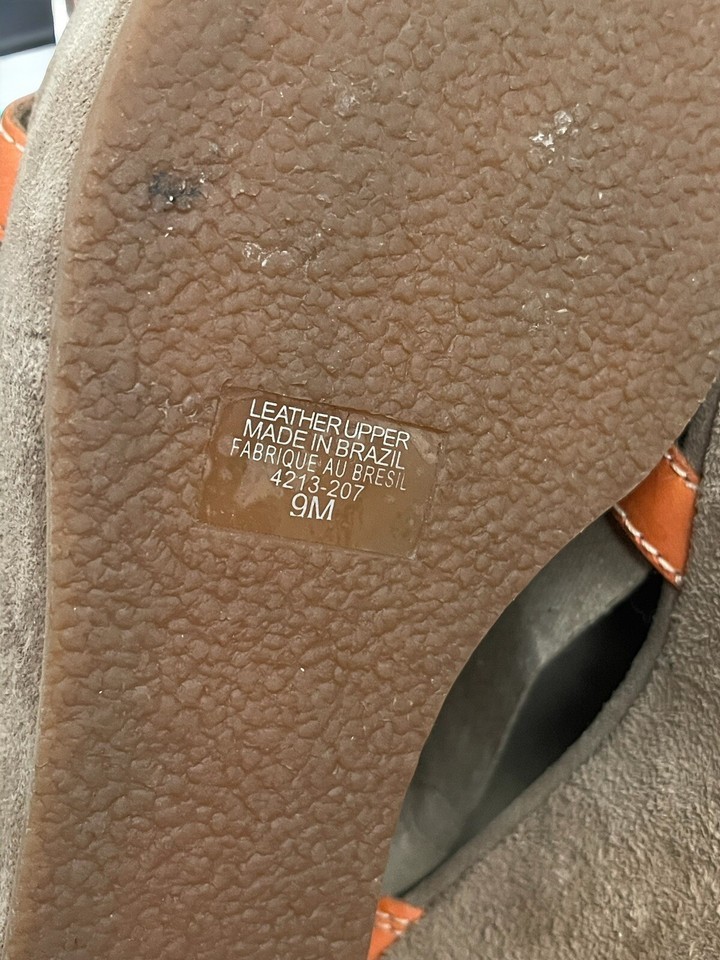 LEATHER UPPER
MADE IN BRAZIL
FABRIQUE AU BRESIL
4213-207
9M